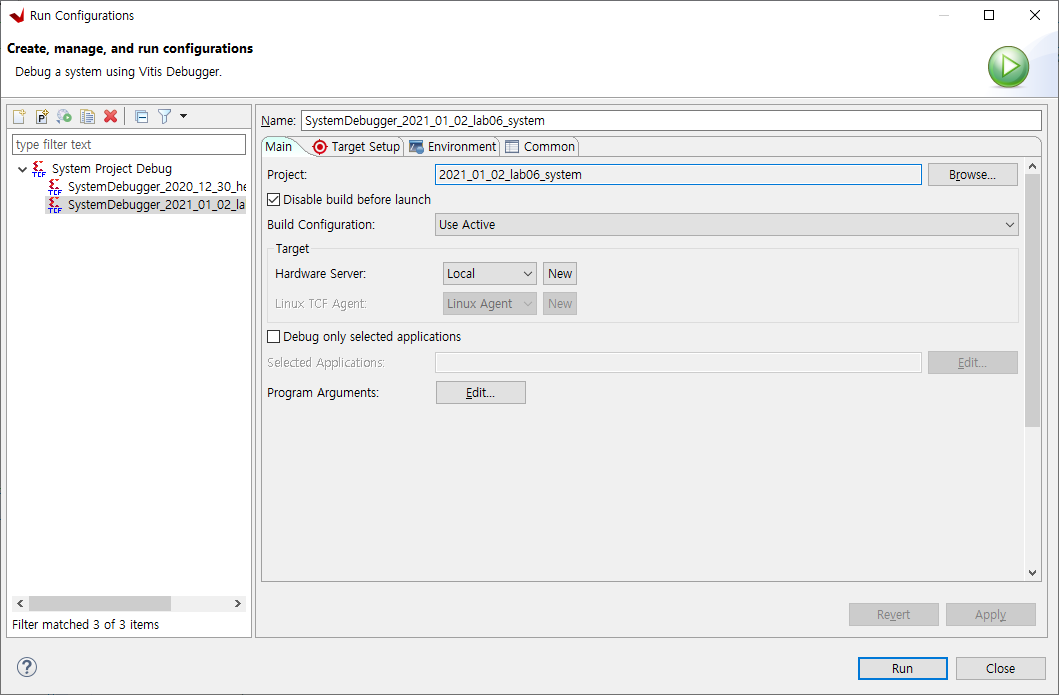 Run Configurations
Create, manage, and run configurations
Debug a system using Vitis Debugger.
type filter text
System Project Debug
SystemDebugger_2020_12_30_he
SystemDebugger_2021_01_02_la
Filter matched 3 of 3 items
Name: SystemDebugger_2021_01_02_lab06_system
Main Target Setup Environment Common
Project: 2021_01_02_lab06_system Browse...
Disable build before launch
Build Configuration: Use Active
Target
Hardware Server: Local New
Linux TCF Agent: Linux Agent New
Debug only selected applications
Selected Applications: Edit...
Program Arguments: Edit...
Revert Apply
Run Close